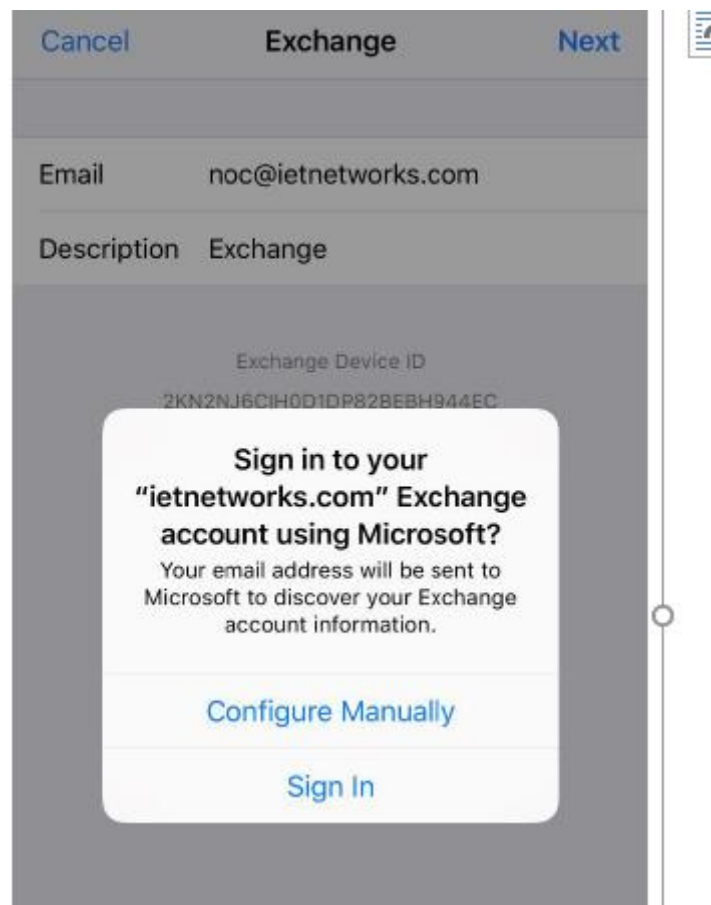 Cancel Exchange Next
Email noc@ietnetworks.com
Description Exchange
Exchange Device ID
2KN2NJ6CIH0D1DP82BEBH944EC
Sign in to your
“ietnetworks.com” Exchange
account using Microsoft?
Your email address will be sent to
Microsoft to discover your Exchange
account information.
Configure Manually
Sign In